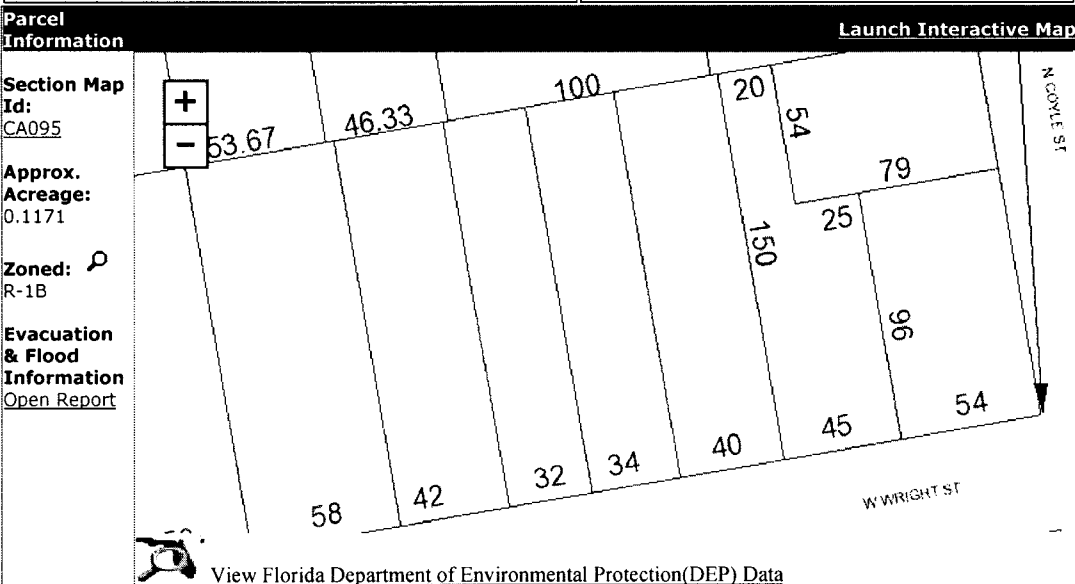 Parcel
Information
Launch Interactive Map
Section Map
Id:
CA095
Approx.
Acreage:
0.1171
Zoned:
R-1B
Evacuation
& Flood
Information
Open Report
+
−
53.67
46.33
100
20
54
79
25
150
96
N COYLE ST
58
42
32
34
40
45
54
W WRIGHT ST
View Florida Department of Environmental Protection(DEP) Data